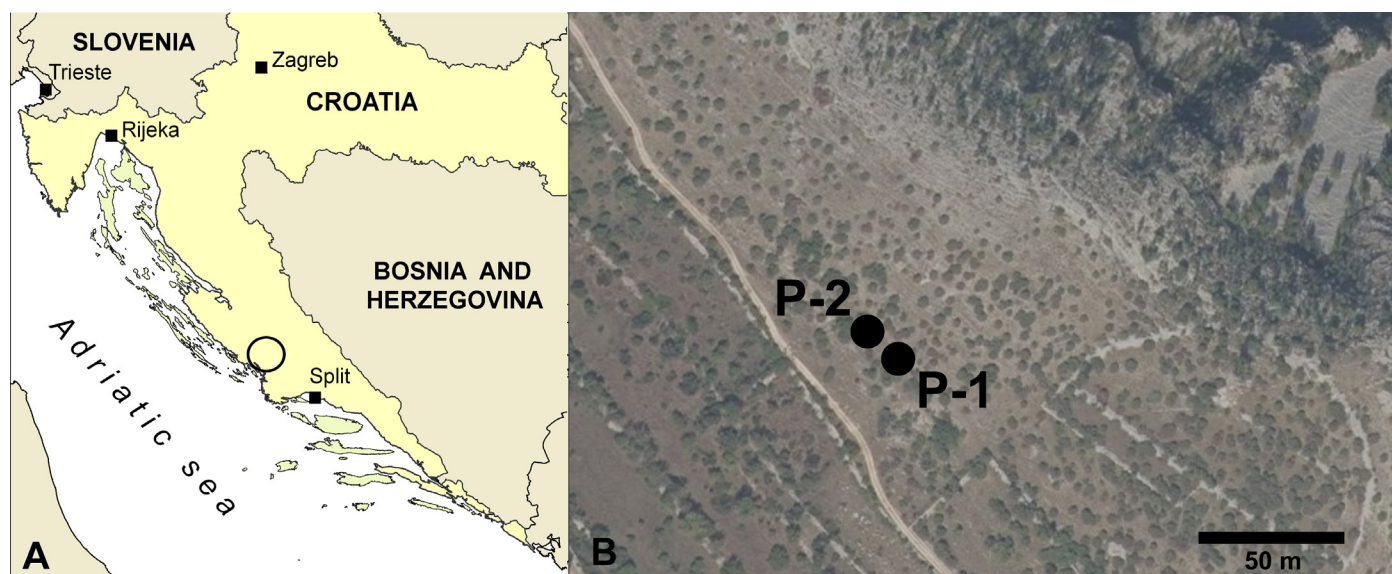 SLOVENIA
Trieste
Zagreb
CROATIA
Rijeka
BOSNIA AND
HERZEGOVINA
Split
Adriatic sea
A
P-2
P-1
B
50 m